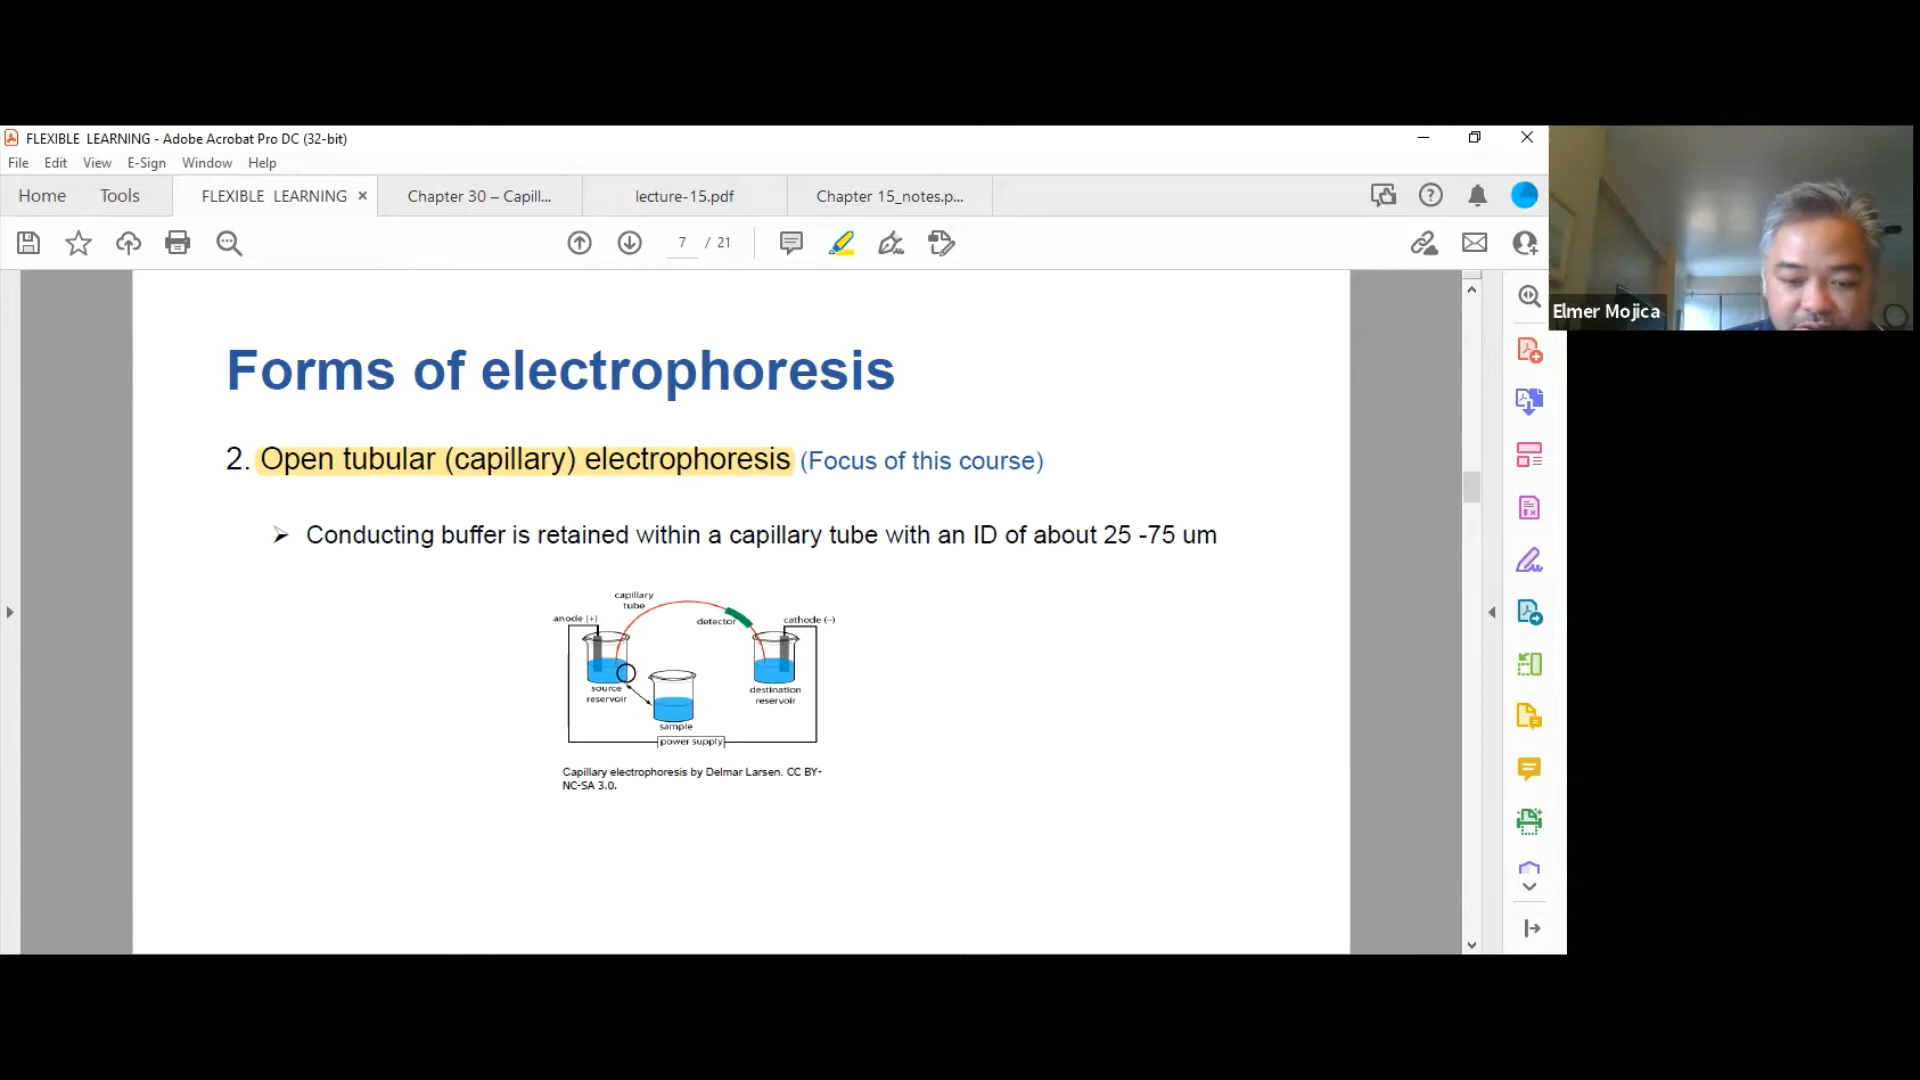 FLEXIBLE LEARNING - Adobe Acrobat Pro DC (32-bit)
File Edit View E-Sign Window Help
Home Tools FLEXIBLE LEARNING × Chapter 30 – Capill... lecture-15.pdf Chapter 15_notes.p...
7 / 21
Elmer Mojica
Forms of electrophoresis
2. Open tubular (capillary) electrophoresis (Focus of this course)
➢ Conducting buffer is retained within a capillary tube with an ID of about 25 -75 um
capillary
tube
anode (+)
detector
cathode (–)
source
reservoir
destination
reservoir
sample
power supply
Capillary electrophoresis by Delmar Larsen. CC BY-
NC-SA 3.0.